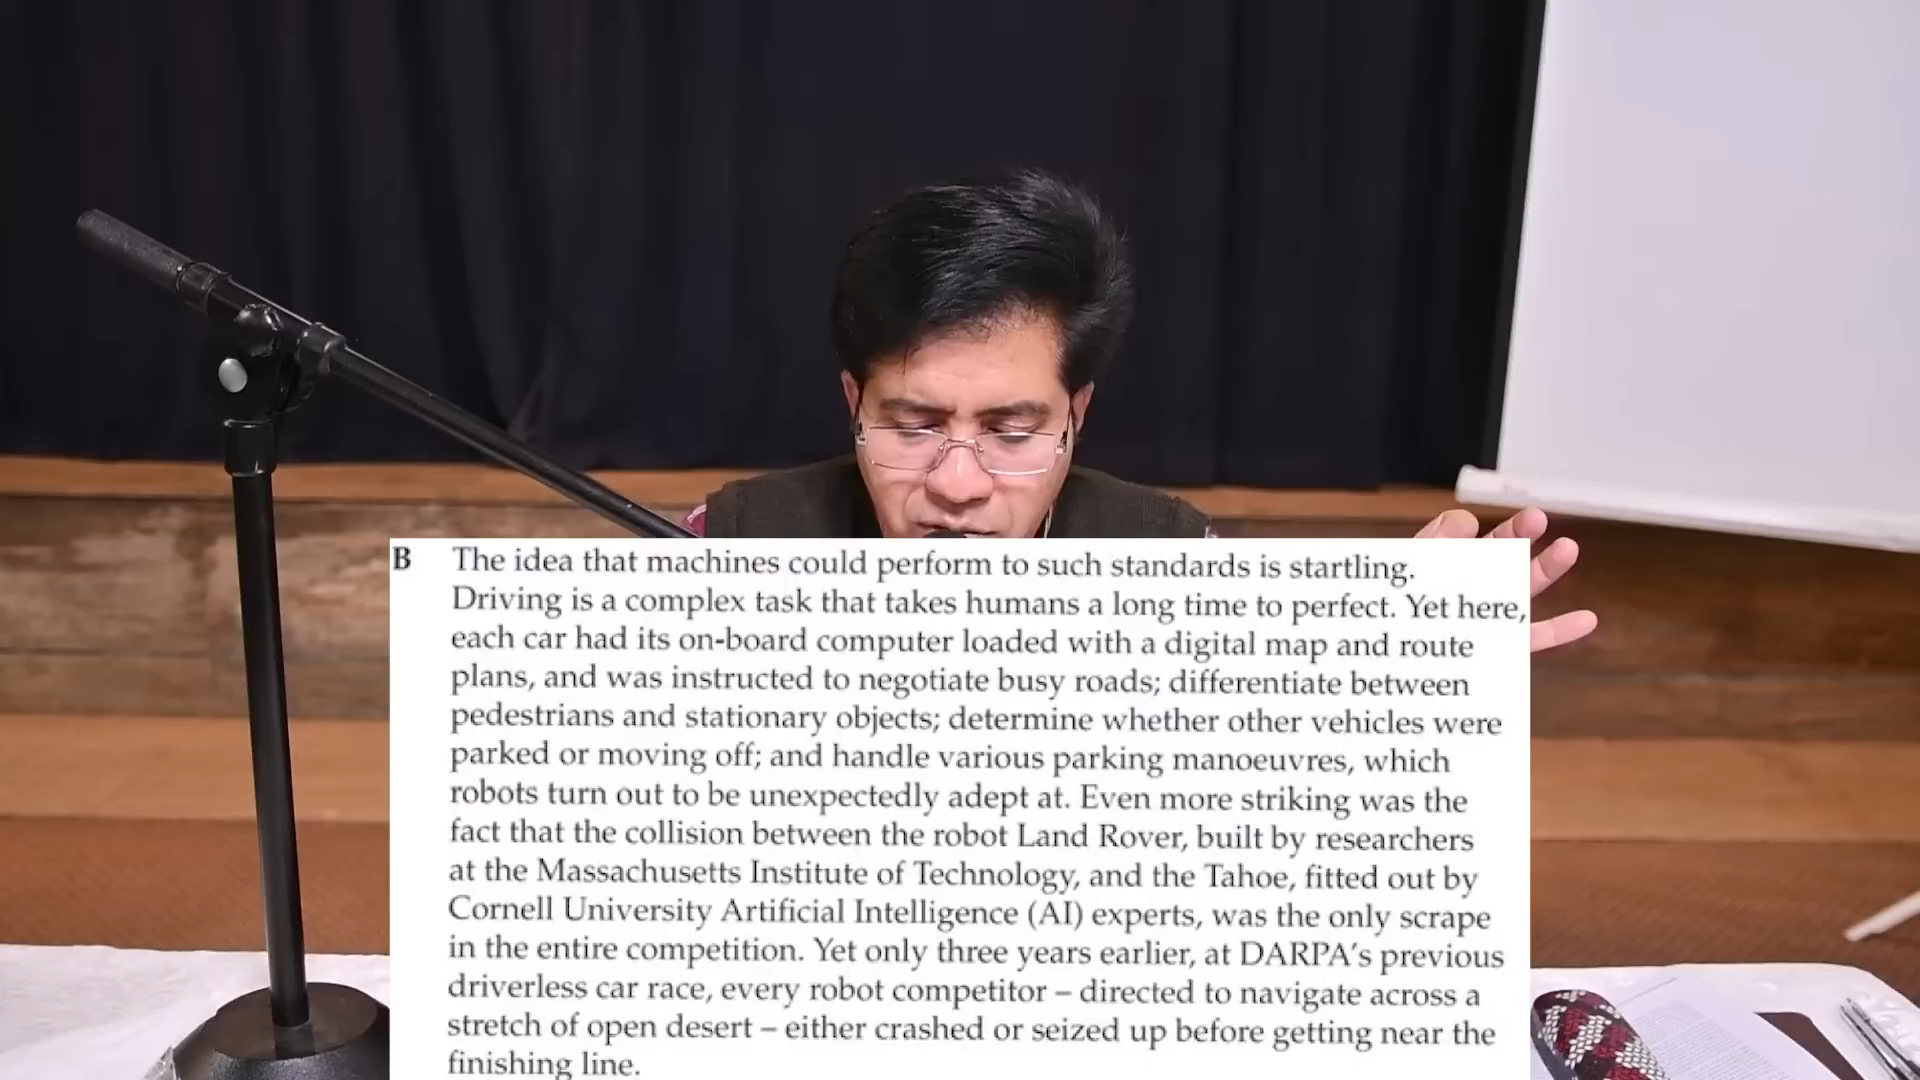 B The idea that machines could perform to such standards is startling.
Driving is a complex task that takes humans a long time to perfect. Yet here,
each car had its on-board computer loaded with a digital map and route
plans, and was instructed to negotiate busy roads; differentiate between
pedestrians and stationary objects; determine whether other vehicles were
parked or moving off; and handle various parking manoeuvres, which
robots turn out to be unexpectedly adept at. Even more striking was the
fact that the collision between the robot Land Rover, built by researchers
at the Massachusetts Institute of Technology, and the Tahoe, fitted out by
Cornell University Artificial Intelligence (AI) experts, was the only scrape
in the entire competition. Yet only three years earlier, at DARPA's previous
driverless car race, every robot competitor – directed to navigate across a
stretch of open desert – either crashed or seized up before getting near the
finishing line.